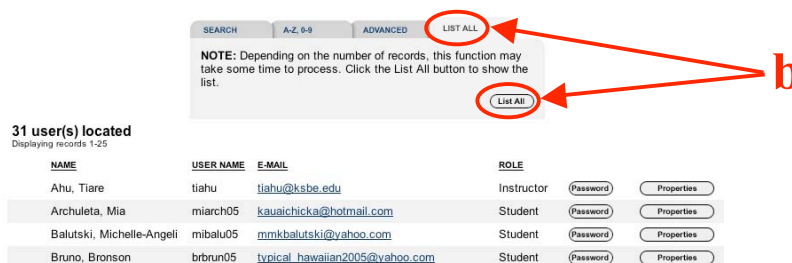 SEARCH A-Z, 0-9 ADVANCED LIST ALL
NOTE: Depending on the number of records, this function may
take some time to process. Click the List All button to show the
list.
List All
b
31 user(s) located
Displaying records 1-25
NAME USER NAME E-MAIL ROLE
Ahu, Tiare tiahu tiahu@ksbe.edu Instructor Password Properties
Archuleta, Mia miarch05 kauaichicka@hotmail.com Student Password Properties
Balutski, Michelle-Angeli mibalu05 mmkbalutski@yahoo.com Student Password Properties
Bruno, Bronson brbrun05 typical_hawaiian2005@yahoo.com Student Password Properties